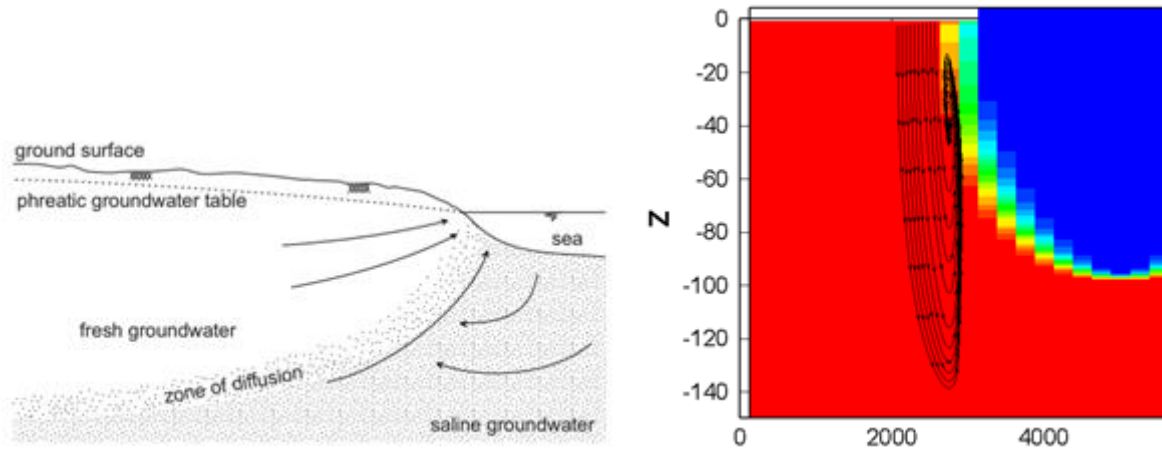 ground surface
phreatic groundwater table
sea
fresh groundwater
zone of diffusion
saline groundwater
0
-20
-40
-60
-80
-100
-120
-140
Z
0
2000
4000